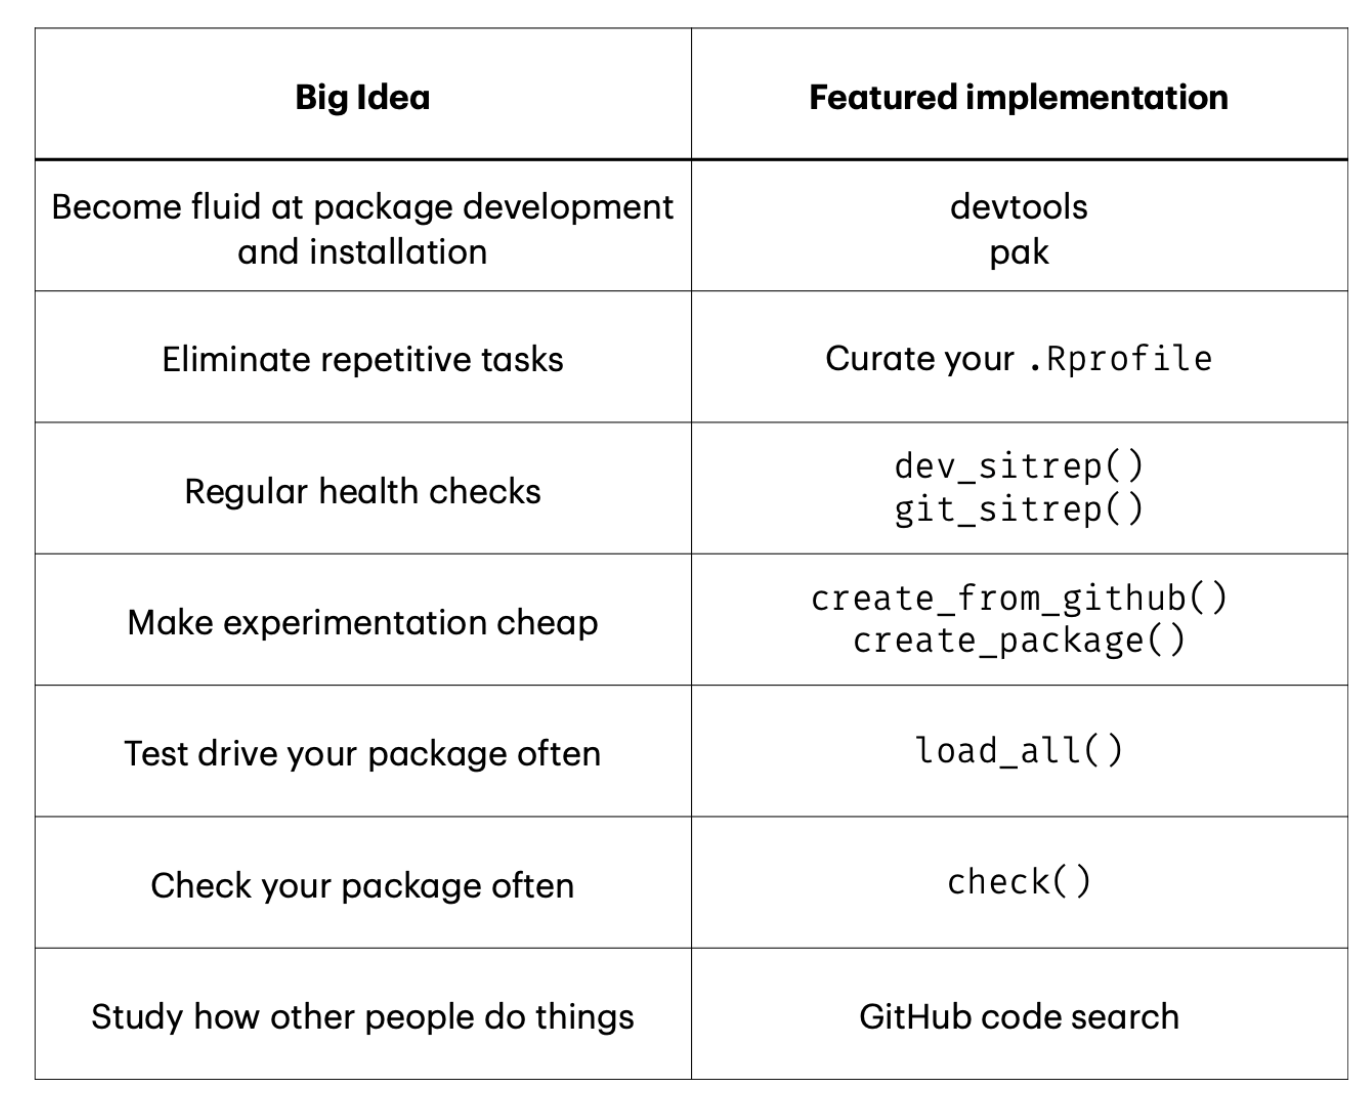 Big Idea
Featured implementation
Become fluid at package development
and installation
devtools
pak
Eliminate repetitive tasks
Curate your .Rprofile
Regular health checks
dev_sitrep()
git_sitrep()
Make experimentation cheap
create_from_github()
create_package()
Test drive your package often
load_all()
Check your package often
check()
Study how other people do things
GitHub code search